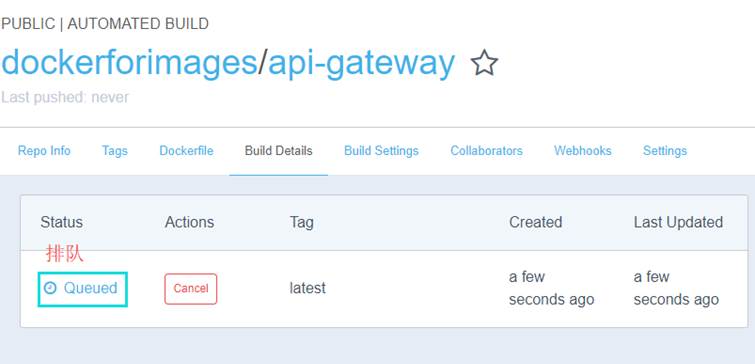 PUBLIC | AUTOMATED BUILD
dockerforimages/api-gateway
Last pushed: never
Repo Info Tags Dockerfile Build Details Build Settings Collaborators Webhooks Settings
Status Actions Tag Created Last Updated
排队
Queued Cancel latest a few seconds ago a few seconds ago